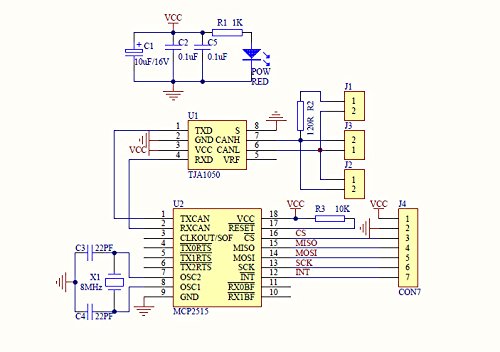 VCC
R1 1K
C1
10uF/16V
C2
0.1uF
C5
0.1uF
POW
RED
U1
1 TXD S 8
2 GND CANH 7
3 VCC CANL 6
4 RXD VRF 5
VCC
TJA1050
120R R2
J1
1
2
J3
2
1
J2
1
2
U2
1 TXCAN VCC 18
2 RXCAN RESET 17
3 CLKOUT/SOF CS 16
4 TX0RTS MISO 15
5 TX1RTS MOSI 14
6 TX2RTS SCK 13
7 OSC2 INT 12
8 OSC1 RX0BF 11
9 GND RX1BF 10
MCP2515
C3 22PF
X1
8MHz
C4 22PF
VCC
R3 10K
CS
MISO
MOSI
SCK
INT
VCC
J4
1
2
3
4
5
6
7
CON7